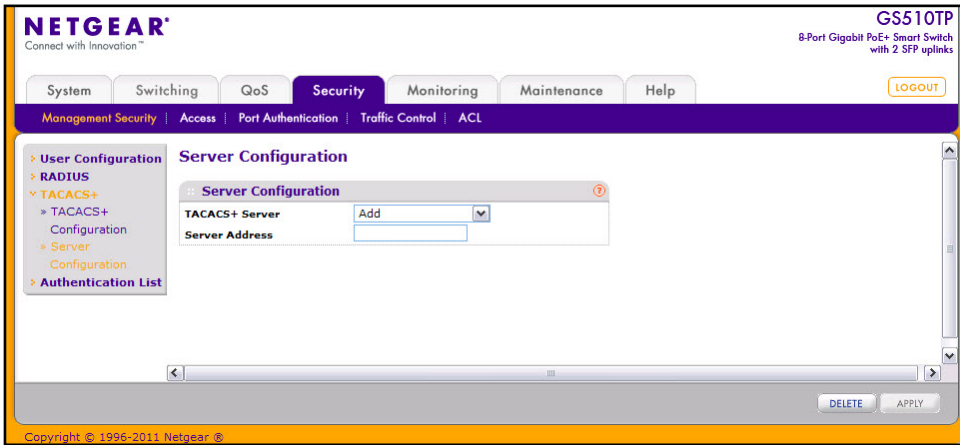 NETGEAR®
Connect with Innovation™
GS510TP
8-Port Gigabit PoE+ Smart Switch
with 2 SFP uplinks
System Switching QoS Security Monitoring Maintenance Help LOGOUT
Management Security | Access | Port Authentication | Traffic Control | ACL
User Configuration
RADIUS
TACACS+
» TACACS+
Configuration
» Server
Configuration
Authentication List
Server Configuration
Server Configuration ?
TACACS+ Server Add
Server Address
DELETE APPLY
Copyright © 1996-2011 Netgear ®